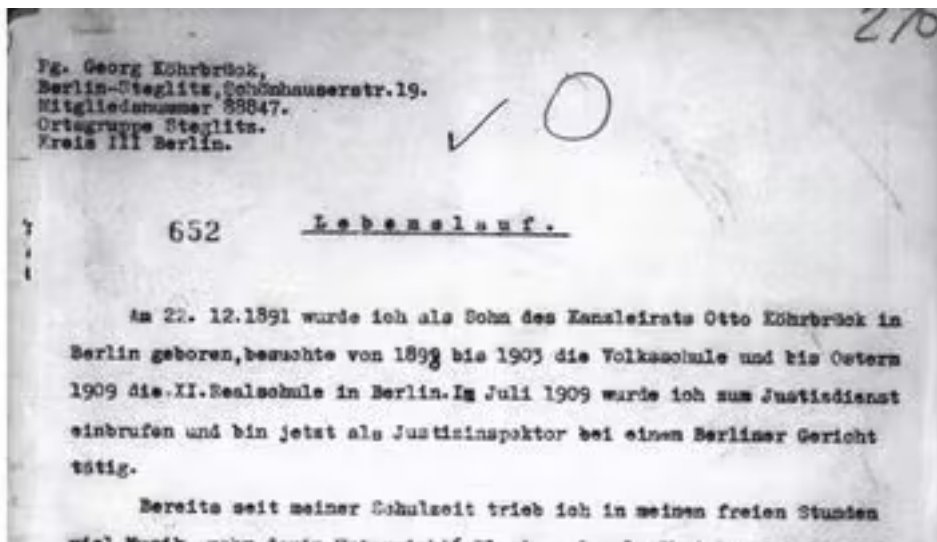 270
Pg. Georg Köhrbrück,
Berlin-Steglitz,Schönhauserstr.19.
Mitgliedsnummer 88847.
Ortsgruppe Steglitz.
Kreis III Berlin.
652 Lebenslauf.
Am 22. 12.1891 wurde ich als Sohn des Kanzleirats Otto Köhrbrück in
Berlin geboren,besuchte von 1898 bis 1903 die Volksschule und bis Ostern
1909 die XI.Realschule in Berlin.Im Juli 1909 wurde ich zum Justizdienst
einbrufen und bin jetzt als Justizinspektor bei einem Berliner Gericht
tätig.
Bereits seit meiner Schulzeit trieb ich in meinen freien Stunden
viel Musik,